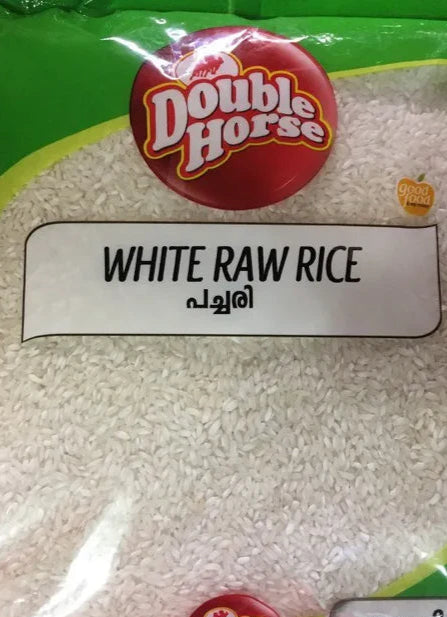 Double
Horse
good
food
WHITE RAW RICE
പച്ചരി